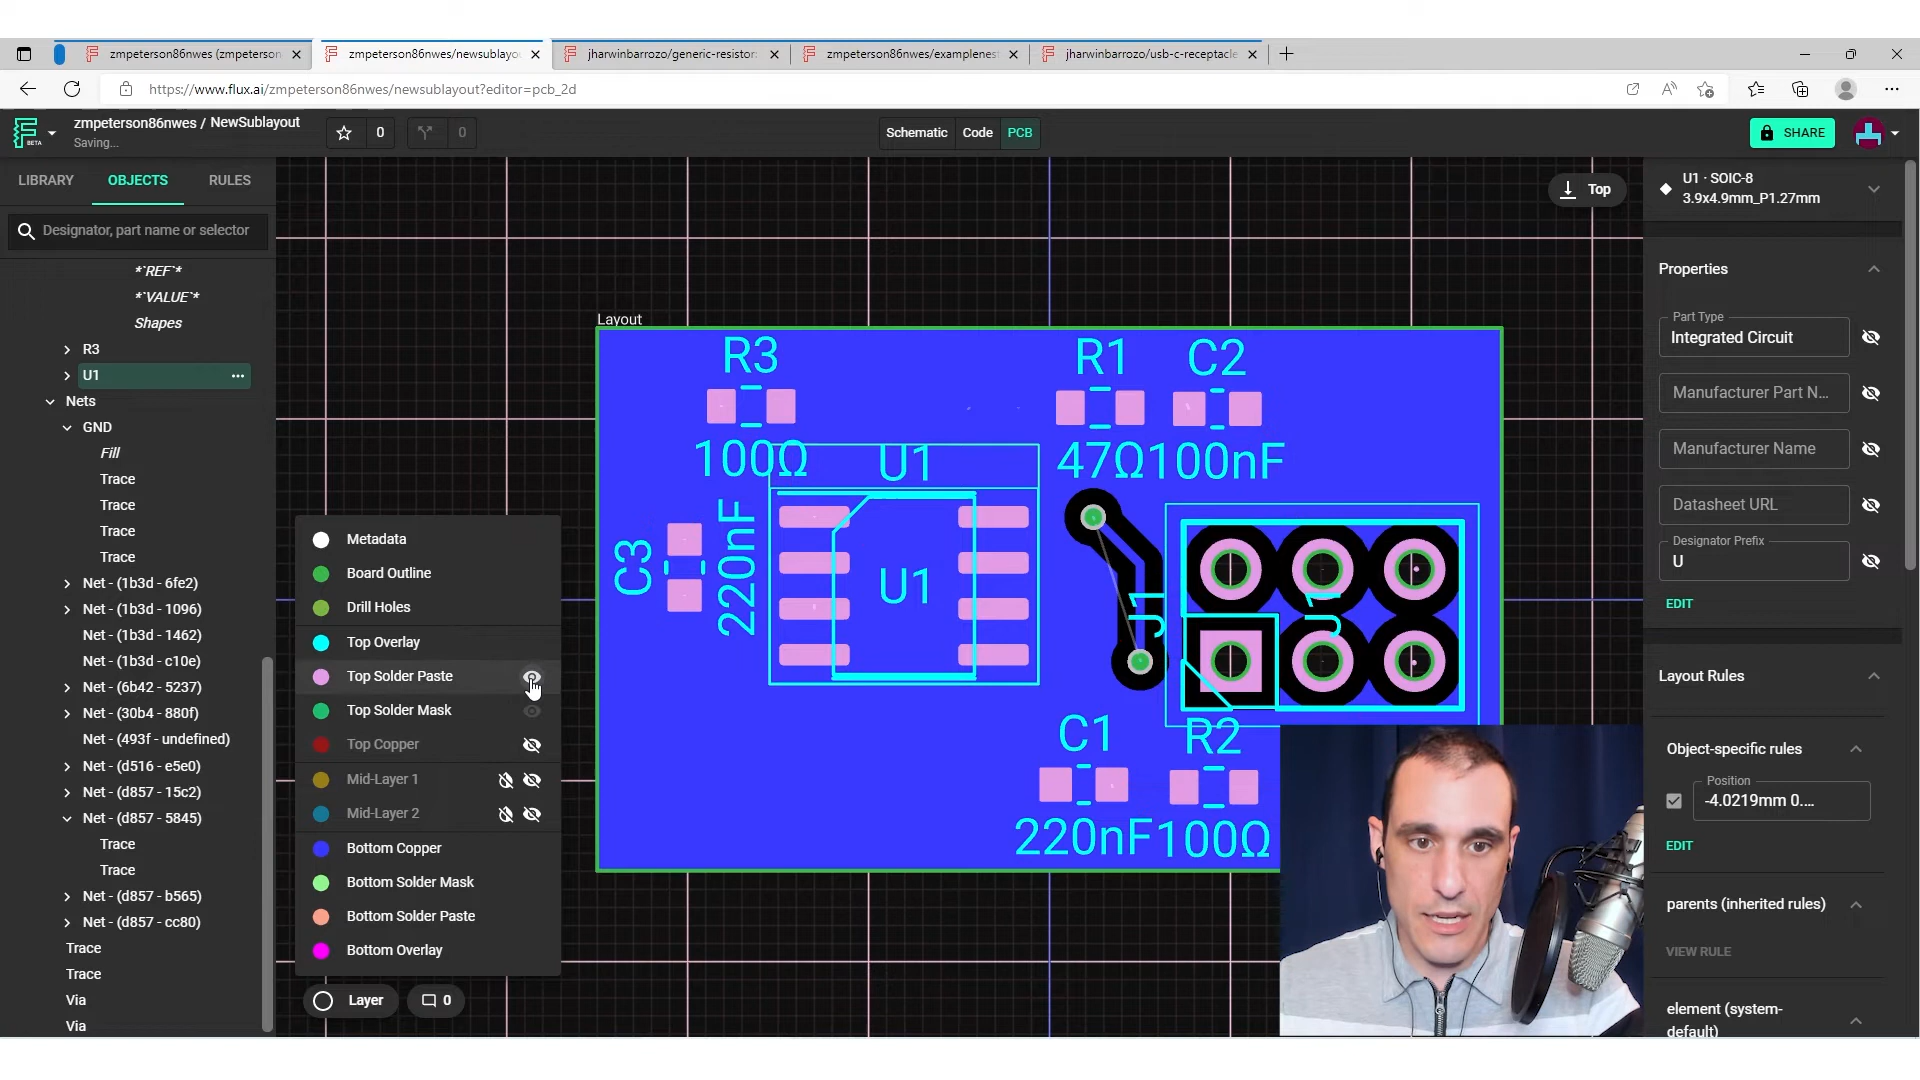 zmpeterson86nwes (zmpeterson
zmpeterson86nwes/newsublayou
jharwinbarrozo/generic-resistor
zmpeterson86nwes/examplenes
jharwinbarrozo/usb-c-receptacle
https://www.flux.ai/zmpeterson86nwes/newsublayout?editor=pcb_2d
BETA
zmpeterson86nwes / NewSublayout
Saving...
0
0
Schematic
Code
PCB
SHARE
LIBRARY
OBJECTS
RULES
Designator, part name or selector
*`REF`*
*`VALUE`*
Shapes
R3
U1
Nets
GND
Fill
Trace
Trace
Trace
Trace
Net - (1b3d - 6fe2)
Net - (1b3d - 1096)
Net - (1b3d - 1462)
Net - (1b3d - c10e)
Net - (6b42 - 5237)
Net - (30b4 - 880f)
Net - (493f - undefined)
Net - (d516 - e5e0)
Net - (d857 - 15c2)
Net - (d857 - 5845)
Trace
Trace
Net - (d857 - b565)
Net - (d857 - cc80)
Trace
Trace
Via
Via
Metadata
Board Outline
Drill Holes
Top Overlay
Top Solder Paste
Top Solder Mask
Top Copper
Mid-Layer 1
Mid-Layer 2
Bottom Copper
Bottom Solder Mask
Bottom Solder Paste
Bottom Overlay
Layer
0
Top
Layout
R3
100Ω
R1
47Ω
C2
100nF
U1
U1
C3
220nF
J1
J1
C1
220nF
R2
100Ω
U1 · SOIC-8
3.9x4.9mm_P1.27mm
Properties
Part Type
Integrated Circuit
Manufacturer Part N...
Manufacturer Name
Datasheet URL
Designator Prefix
U
EDIT
Layout Rules
Object-specific rules
Position
-4.0219mm 0....
EDIT
parents (inherited rules)
VIEW RULE
element (system-
default)